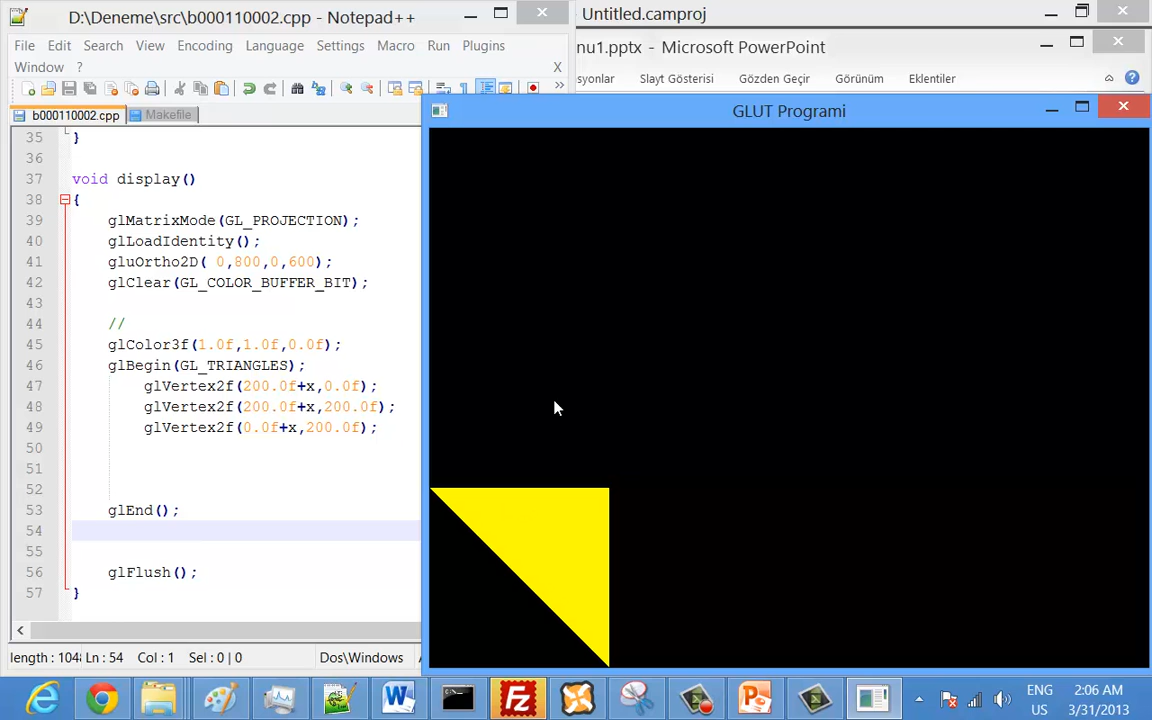 D:\Deneme\src\b000110002.cpp - Notepad++
Untitled.camproj
File Edit Search View Encoding Language Settings Macro Run Plugins
Window ? X
nu1.pptx - Microsoft PowerPoint
syonlar Slayt Gösterisi Gözden Geçir Görünüm Eklentiler
b000110002.cpp Makefile
GLUT Programi
35 }
36
37 void display()
38 {
39 glMatrixMode(GL_PROJECTION);
40 glLoadIdentity();
41 gluOrtho2D( 0,800,0,600);
42 glClear(GL_COLOR_BUFFER_BIT);
43
44 //
45 glColor3f(1.0f,1.0f,0.0f);
46 glBegin(GL_TRIANGLES);
47 glVertex2f(200.0f+x,0.0f);
48 glVertex2f(200.0f+x,200.0f);
49 glVertex2f(0.0f+x,200.0f);
50
51
52
53 glEnd();
54
55
56 glFlush();
57 }
length : 104 Ln : 54 Col : 1 Sel : 0 | 0 Dos\Windows
ENG 2:06 AM
US 3/31/2013